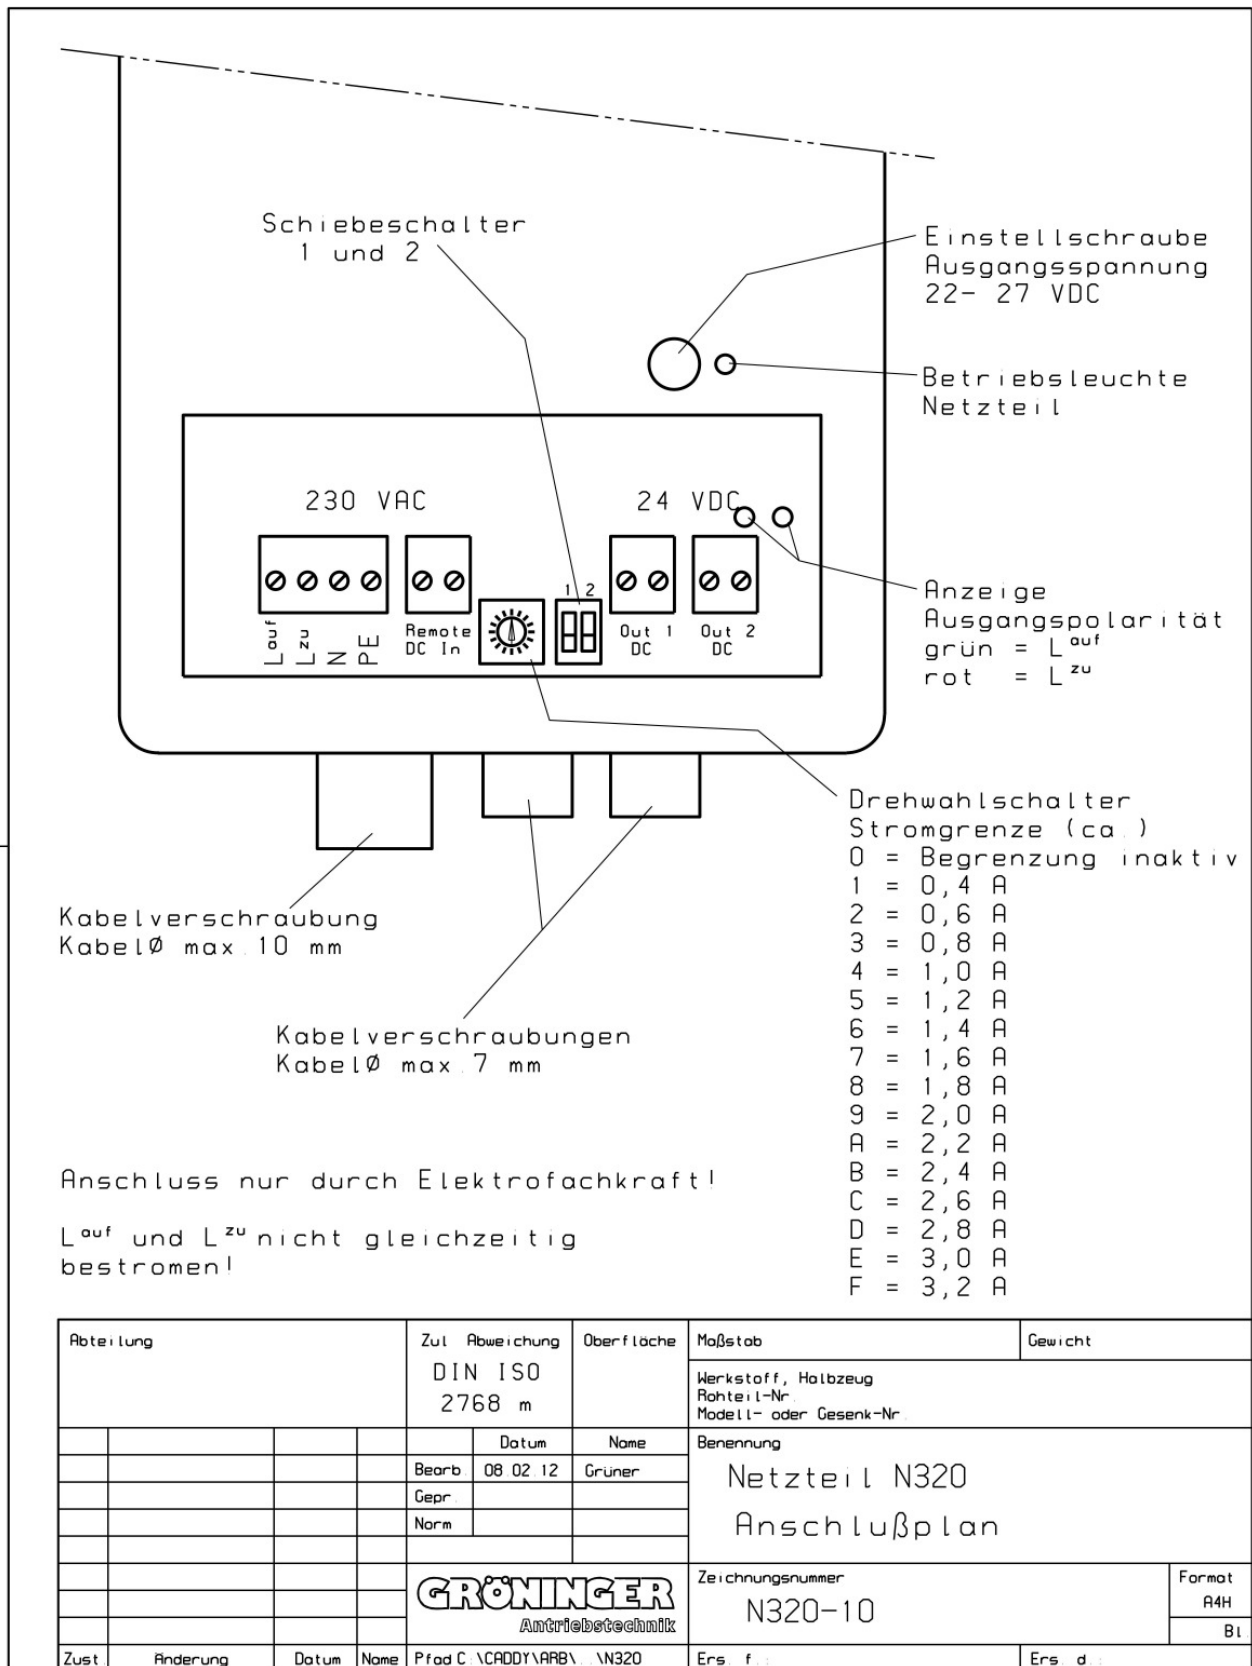 Schiebeschalter
1 und 2
Einstellschraube
Ausgangsspannung
22- 27 VDC
Betriebsleuchte
Netzteil
230 VAC
24 VDC
1 2
L auf
L zu
N
PE
Remote
DC In
Out 1
DC
Out 2
DC
Anzeige
Ausgangspolarität
grün = L auf
rot = L zu
Drehwahlschalter
Stromgrenze (ca.)
0 = Begrenzung inaktiv
1 = 0,4 A
2 = 0,6 A
3 = 0,8 A
4 = 1,0 A
5 = 1,2 A
6 = 1,4 A
7 = 1,6 A
8 = 1,8 A
9 = 2,0 A
A = 2,2 A
B = 2,4 A
C = 2,6 A
D = 2,8 A
E = 3,0 A
F = 3,2 A
Kabelverschraubung
KabelØ max.10 mm
Kabelverschraubungen
KabelØ max.7 mm
Anschluss nur durch Elektrofachkraft!
L auf und L zu nicht gleichzeitig
bestromen!
Abteilung
Zul. Abweichung
DIN ISO
2768 m
Oberfläche
Maßstab
Gewicht
Werkstoff, Halbzeug
Rohteil-Nr.
Modell- oder Gesenk-Nr.
Datum Name
Bearb. 08.02.12 Grüner
Gepr.
Norm
Benennung
Netzteil N320
Anschlußplan
GRÖNINGER
Antriebstechnik
Zeichnungsnummer
N320-10
Format
A4H
Bl.
Zust. Änderung Datum Name
Pfad C:\CADDY\ARB\...\N320
Ers. f.:
Ers. d.: